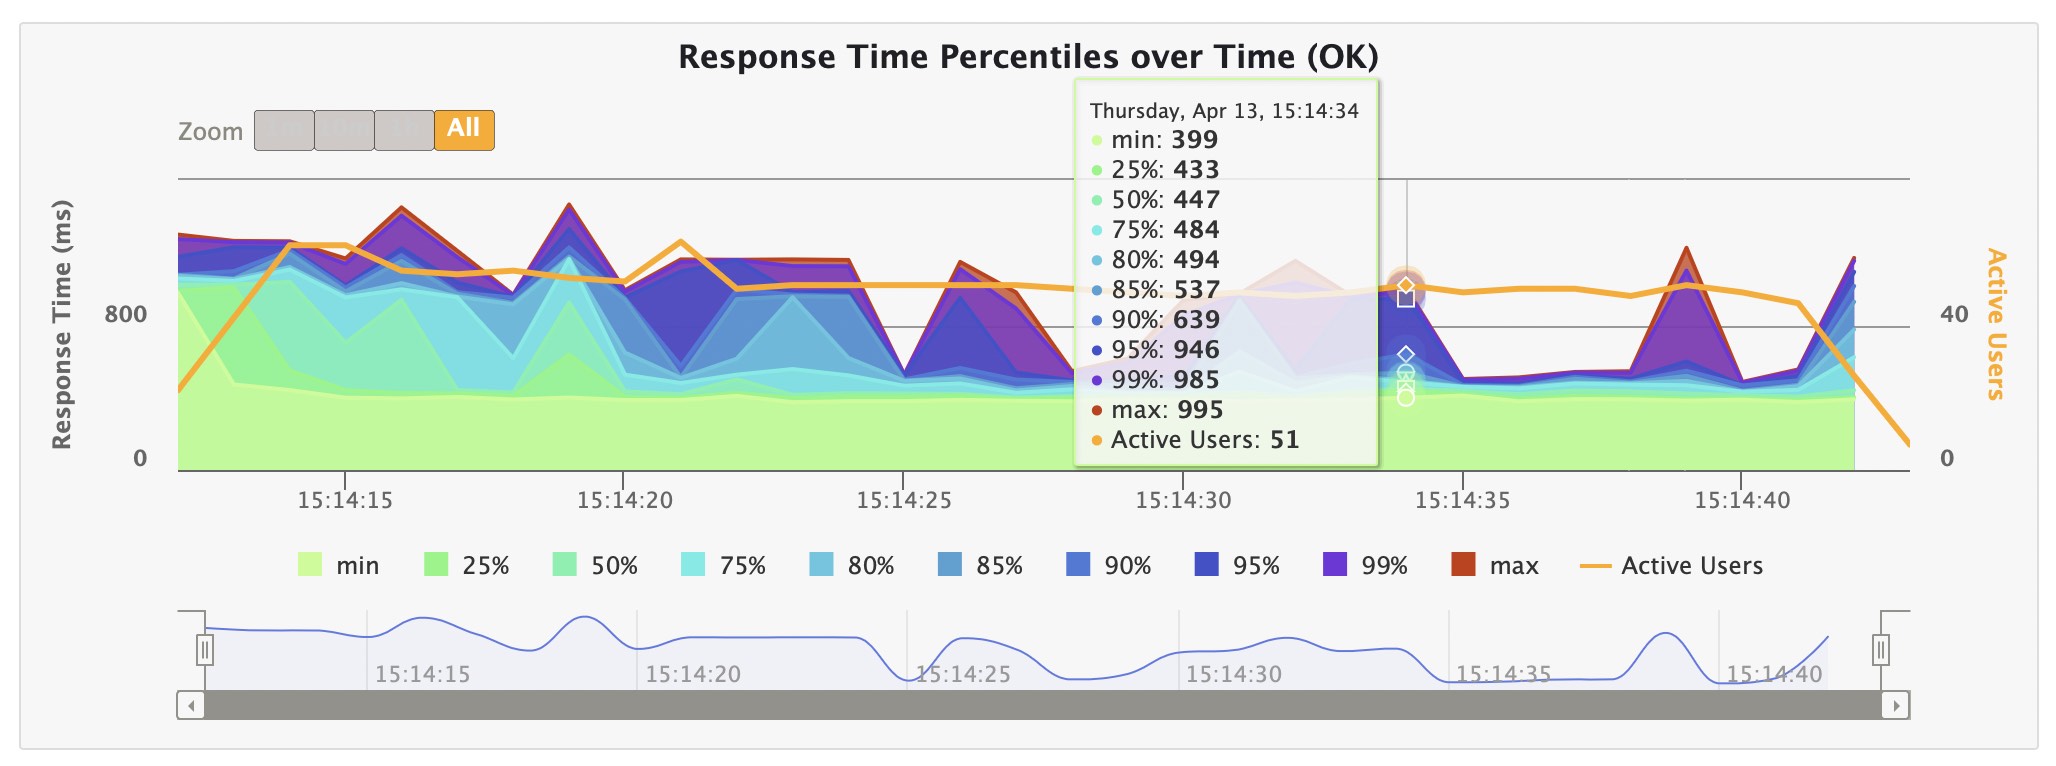 Response Time Percentiles over Time (OK)
Zoom All
Thursday, Apr 13, 15:14:34
min: 399
25%: 433
50%: 447
75%: 484
80%: 494
85%: 537
90%: 639
95%: 946
99%: 985
max: 995
Active Users: 51
Response Time (ms)
800
0
Active Users
40
0
15:14:15 15:14:20 15:14:25 15:14:30 15:14:35 15:14:40
min 25% 50% 75% 80% 85% 90% 95% 99% max Active Users
15:14:15 15:14:20 15:14:25 15:14:30 15:14:35 15:14:40